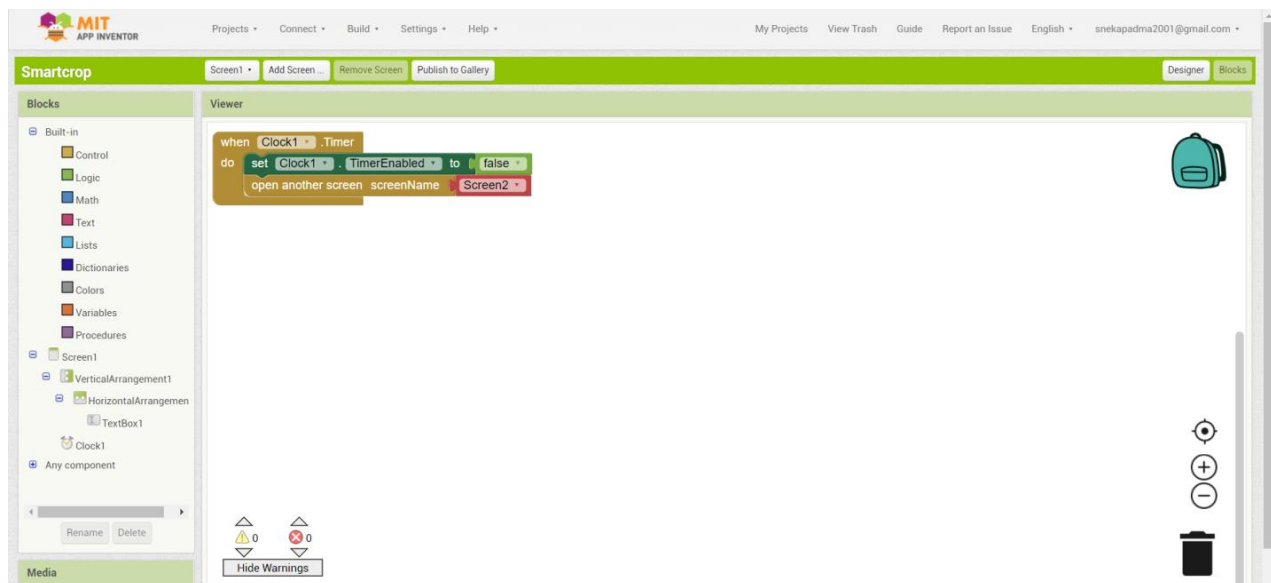 MIT
APP INVENTOR
Projects Connect Build Settings Help My Projects View Trash Guide Report an Issue English snekapadma2001@gmail.com
Smartcrop Screen1 Add Screen ... Remove Screen Publish to Gallery Designer Blocks
Blocks Viewer
Built-in
Control
Logic
Math
Text
Lists
Dictionaries
Colors
Variables
Procedures
Screen1
VerticalArrangement1
HorizontalArrangemen
TextBox1
Clock1
Any component
Rename Delete
Media
when Clock1 .Timer
do set Clock1 . TimerEnabled to false
open another screen screenName Screen2
0 0
Hide Warnings